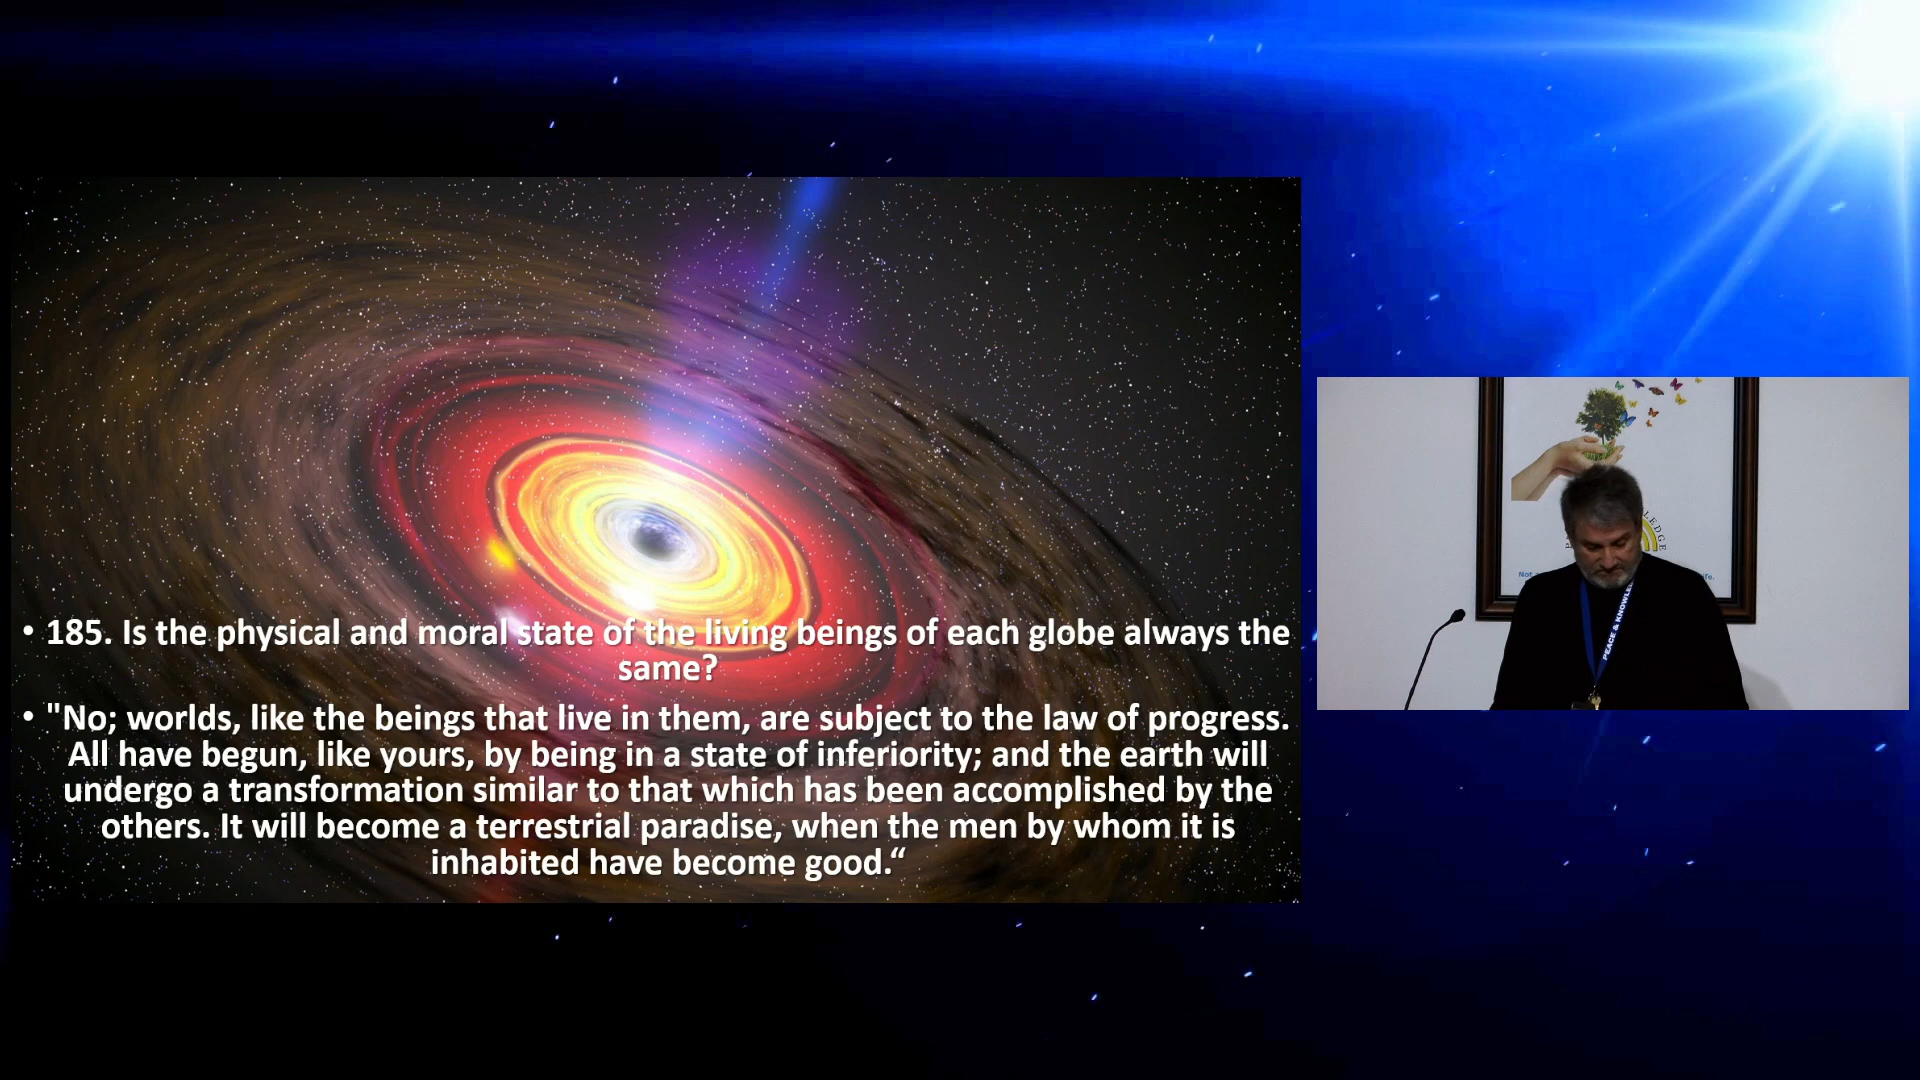 • 185. Is the physical and moral state of the living beings of each globe always the
same?
• "No; worlds, like the beings that live in them, are subject to the law of progress.
All have begun, like yours, by being in a state of inferiority; and the earth will
undergo a transformation similar to that which has been accomplished by the
others. It will become a terrestrial paradise, when the men by whom it is
inhabited have become good.“
LEDGE
Not
PEACE & KNOWLE